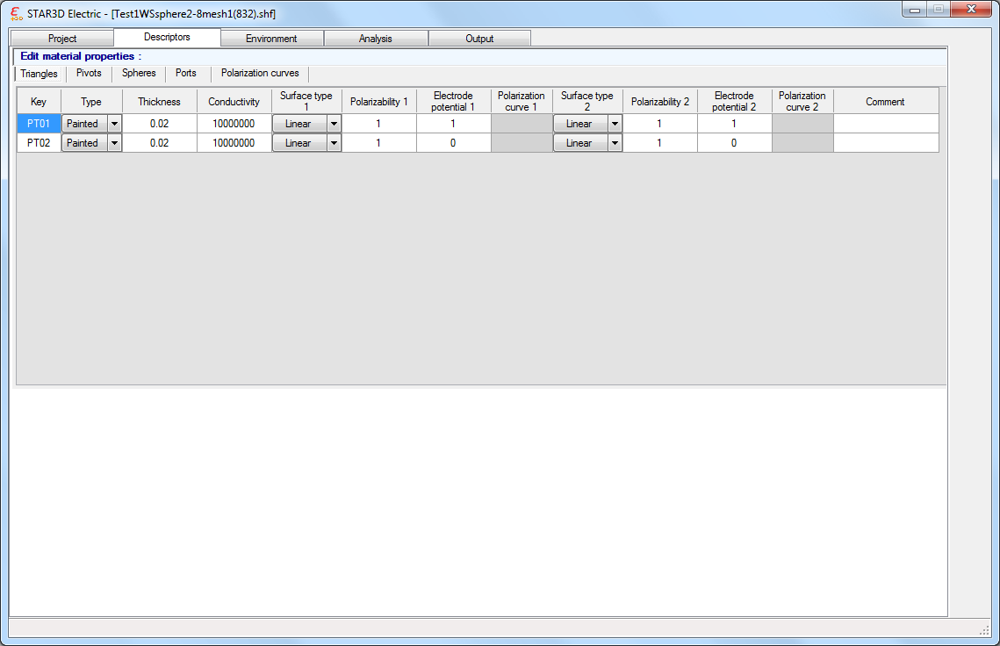 STAR3D Electric - [Test1WSsphere2-8mesh1(832).shf]
Project Descriptors Environment Analysis Output
Edit material properties :
Triangles Pivots Spheres Ports Polarization curves
Key Type Thickness Conductivity Surface type 1 Polarizability 1 Electrode potential 1 Polarization curve 1 Surface type 2 Polarizability 2 Electrode potential 2 Polarization curve 2 Comment
PT01 Painted 0.02 10000000 Linear 1 1 Linear 1 1
PT02 Painted 0.02 10000000 Linear 1 0 Linear 1 0